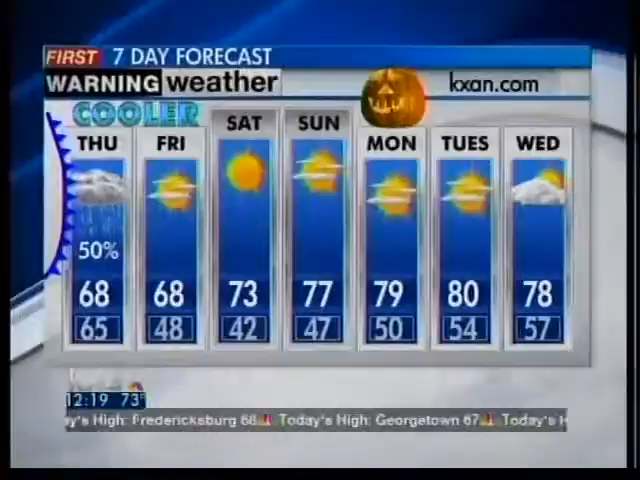 FIRST 7 DAY FORECAST
WARNING weather kxan.com
COOLER
THU FRI SAT SUN MON TUES WED
50%
68 68 73 77 79 80 78
65 48 42 47 50 54 57
12:19 73°
ay's High: Fredericksburg 68 Today's High: Georgetown 67 Today's H